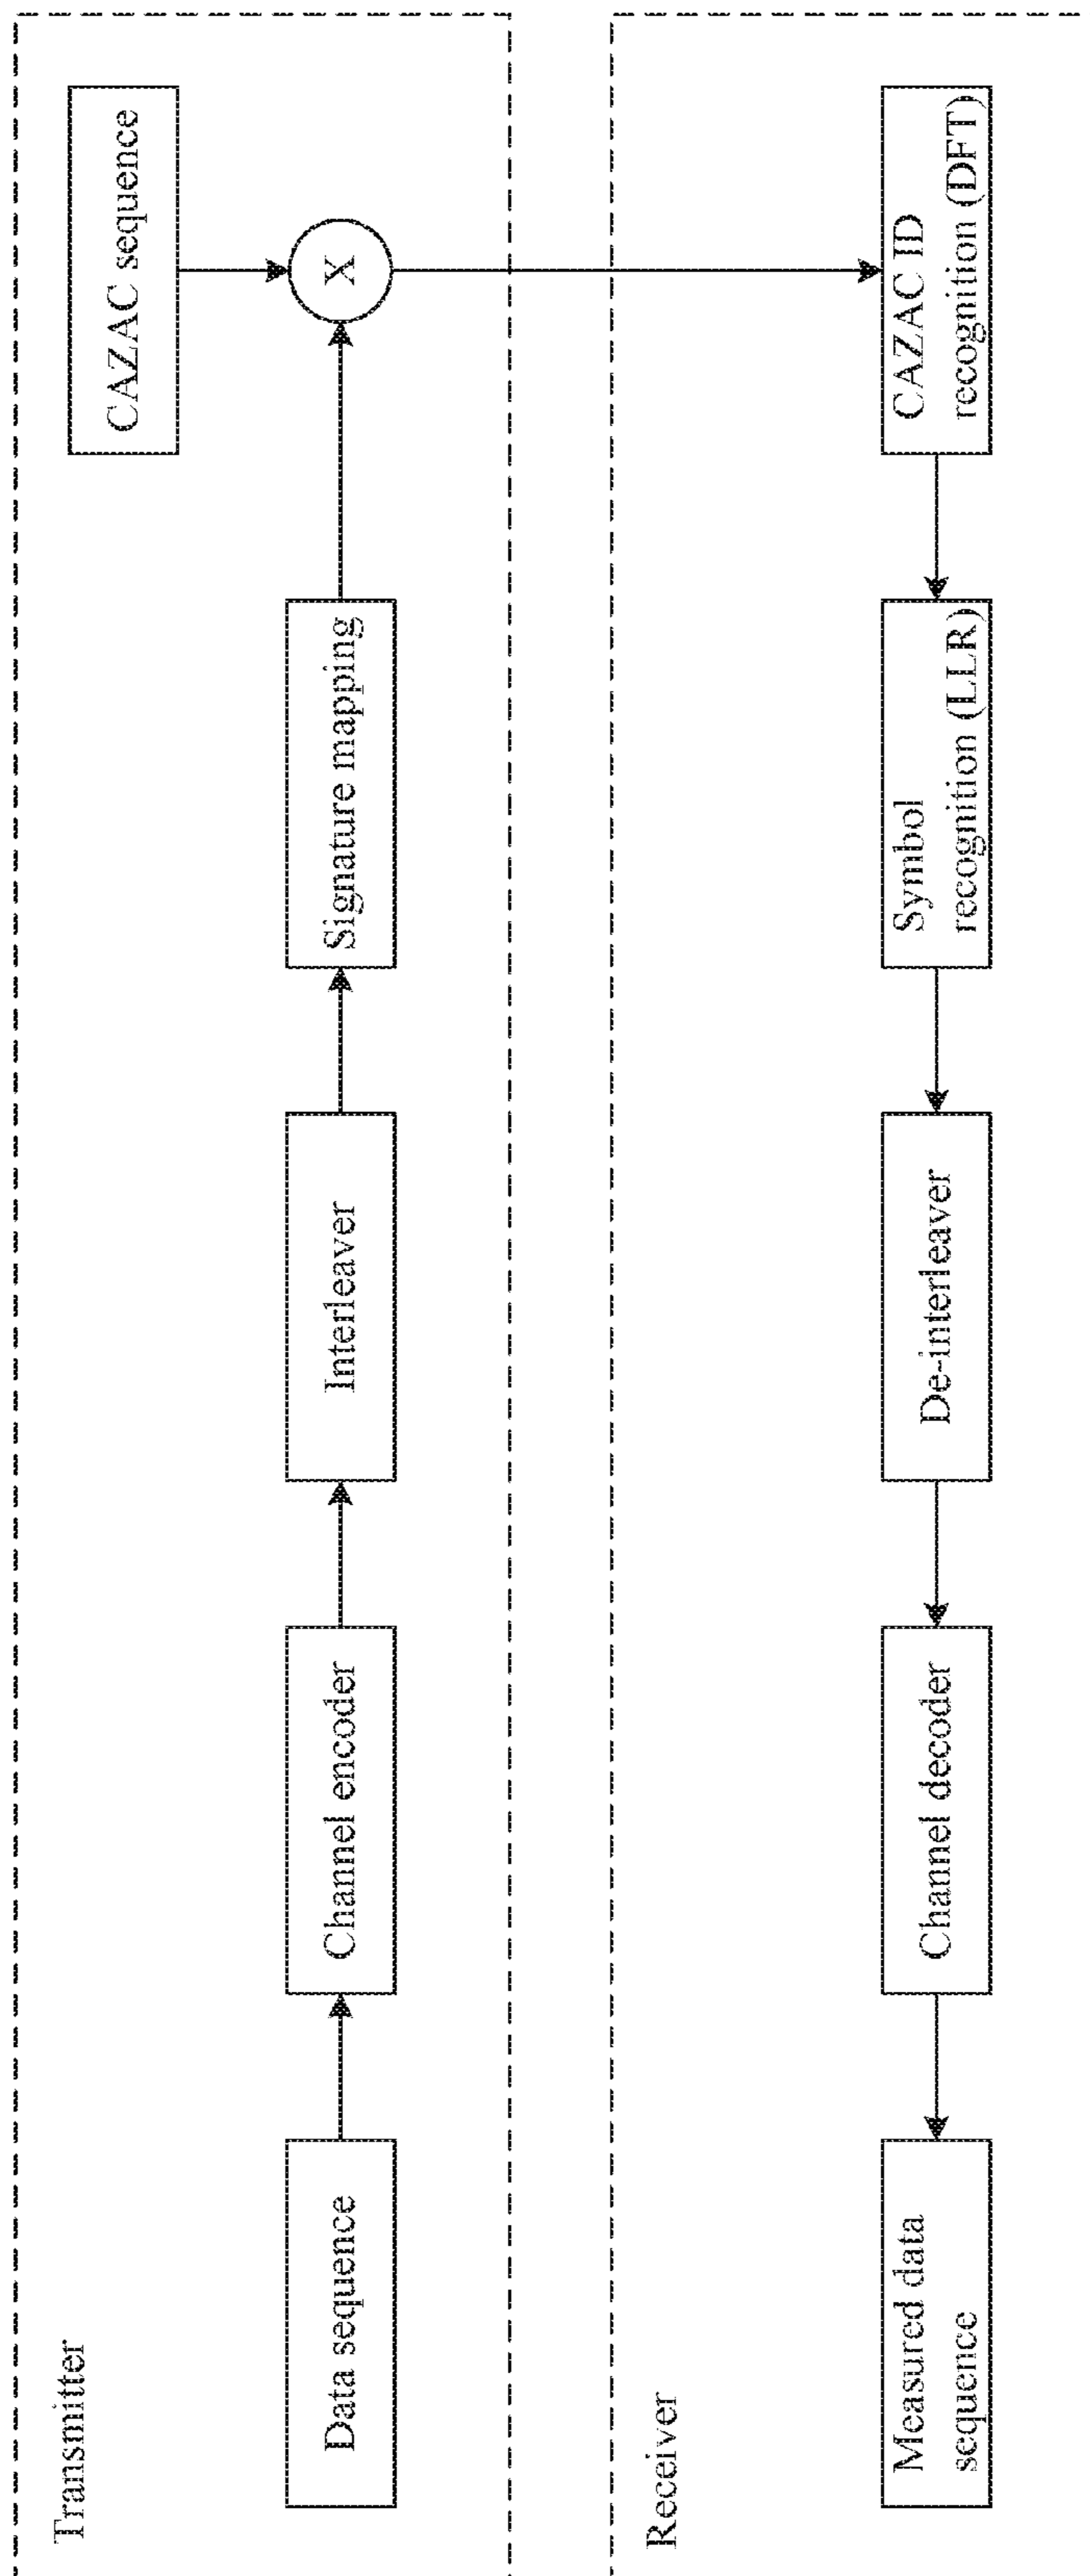 Transmitter
CAZAC sequence
Data sequence
Channel encoder
Interleaver
Signature mapping
X
Receiver
Measured data
sequence
Channel decoder
De-interleaver
Symbol
recognition (LLR)
CAZAC ID
recognition (DFT)